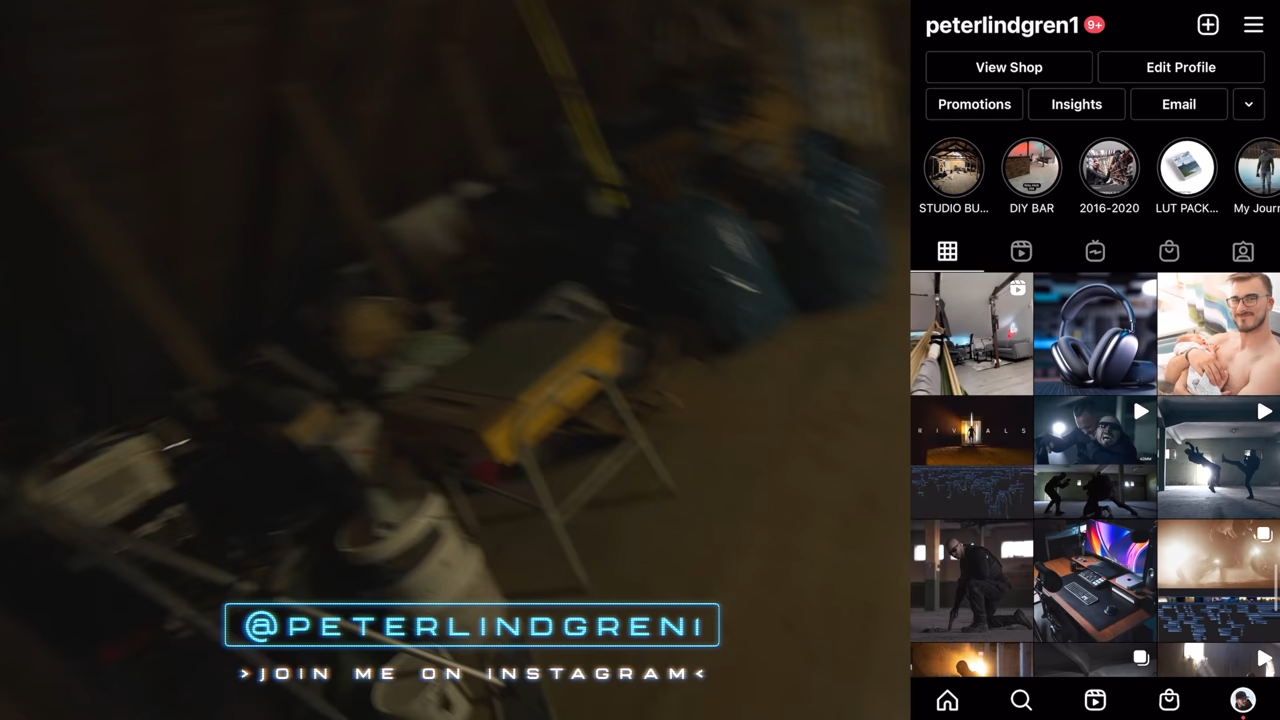 peterlindgren1 9+
View Shop
Edit Profile
Promotions
Insights
Email
STUDIO BU...
DIY BAR
2016-2020
LUT PACK...
My Journ
RIVALS
@PETERLINDGREN1
>JOIN ME ON INSTAGRAM<